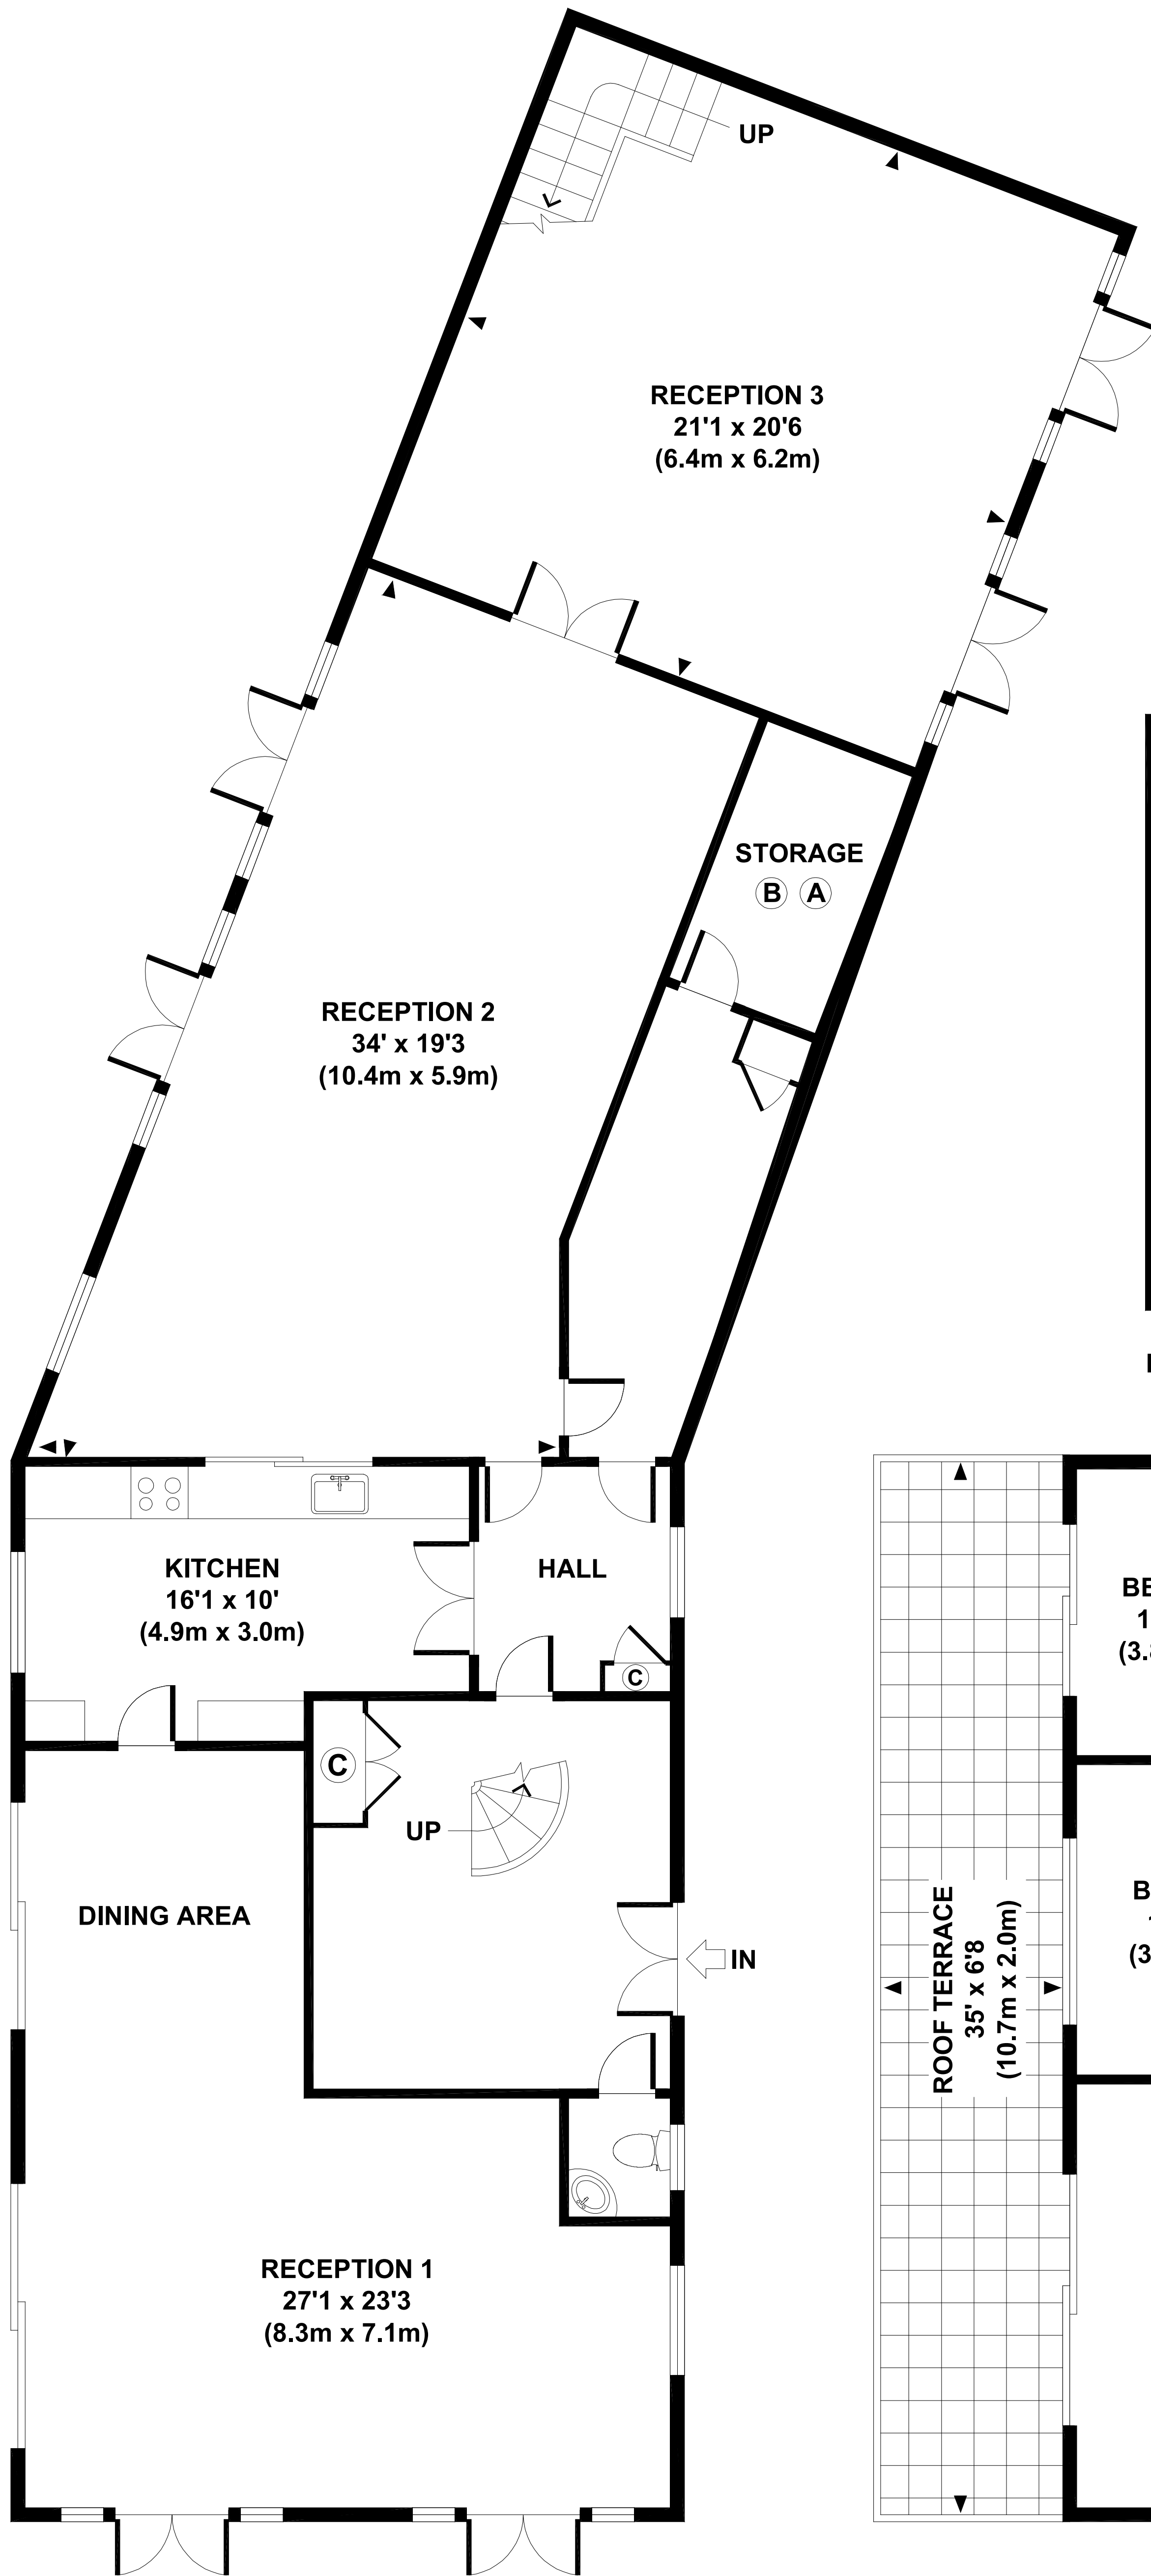 UP
RECEPTION 3
21'1 x 20'6
(6.4m x 6.2m)
STORAGE
B A
RECEPTION 2
34' x 19'3
(10.4m x 5.9m)
KITCHEN
16'1 x 10'
(4.9m x 3.0m)
HALL
C
C
UP
DINING AREA
IN
RECEPTION 1
27'1 x 23'3
(8.3m x 7.1m)
ROOF TERRACE
35' x 6'8
(10.7m x 2.0m)